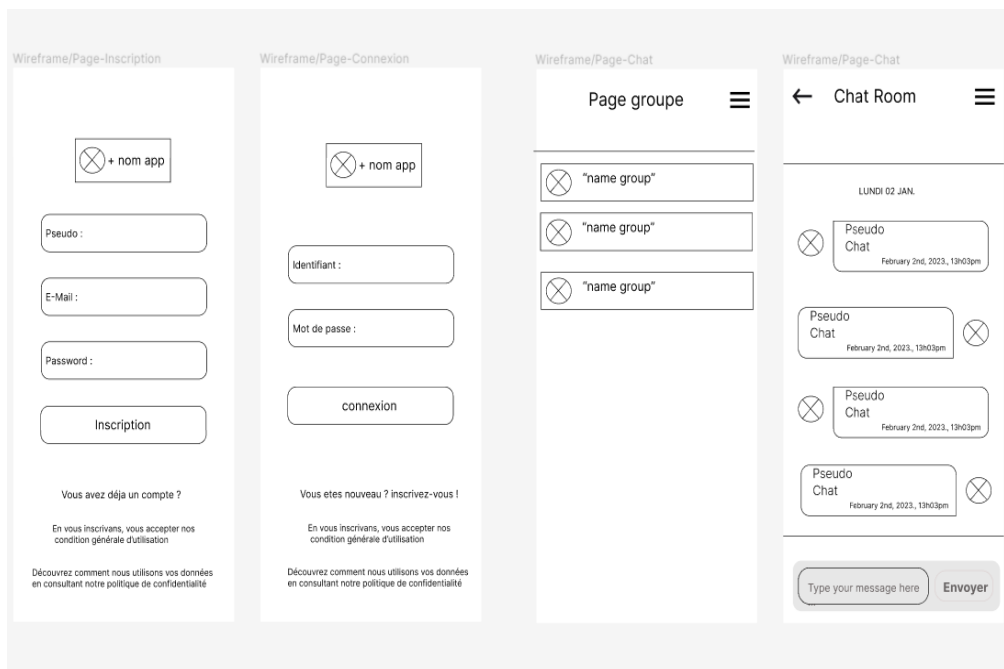 Wireframe/Page-Inscription
+ nom app
Pseudo :
E-Mail :
Password :
Inscription
Vous avez déja un compte ?
En vous inscrivans, vous accepter nos
condition générale d'utilisation
Découvrez comment nous utilisons vos données
en consultant notre politique de confidentialité
Wireframe/Page-Connexion
+ nom app
Identifiant :
Mot de passe :
connexion
Vous etes nouveau ? inscrivez-vous !
En vous inscrivans, vous accepter nos
condition générale d'utilisation
Découvrez comment nous utilisons vos données
en consultant notre politique de confidentialité
Wireframe/Page-Chat
Page groupe
"name group"
"name group"
"name group"
Wireframe/Page-Chat
Chat Room
LUNDI 02 JAN.
Pseudo
Chat
February 2nd, 2023., 13h03pm
Pseudo
Chat
February 2nd, 2023., 13h03pm
Pseudo
Chat
February 2nd, 2023., 13h03pm
Pseudo
Chat
February 2nd, 2023., 13h03pm
Type your message here
...
Envoyer